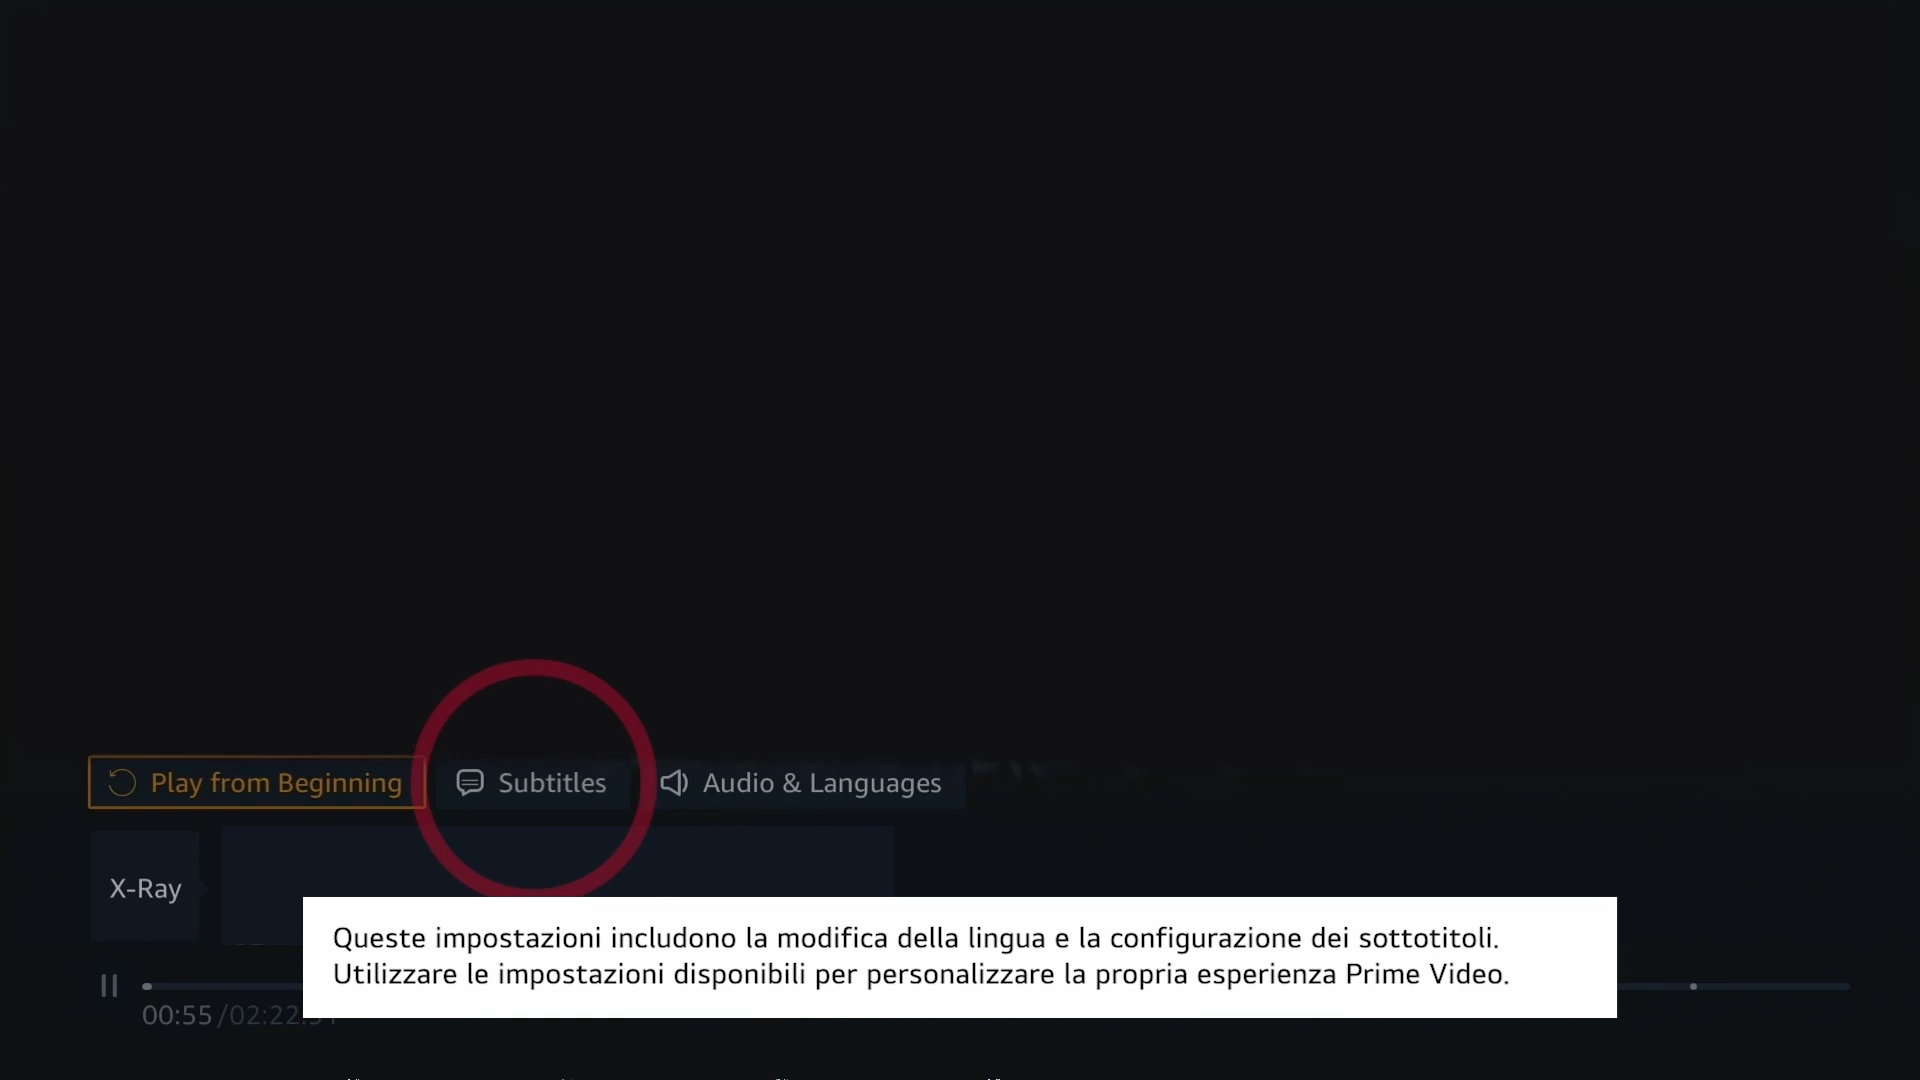 Play from Beginning
Subtitles
Audio & Languages
X-Ray
Queste impostazioni includono la modifica della lingua e la configurazione dei sottotitoli.
Utilizzare le impostazioni disponibili per personalizzare la propria esperienza Prime Video.
00:55